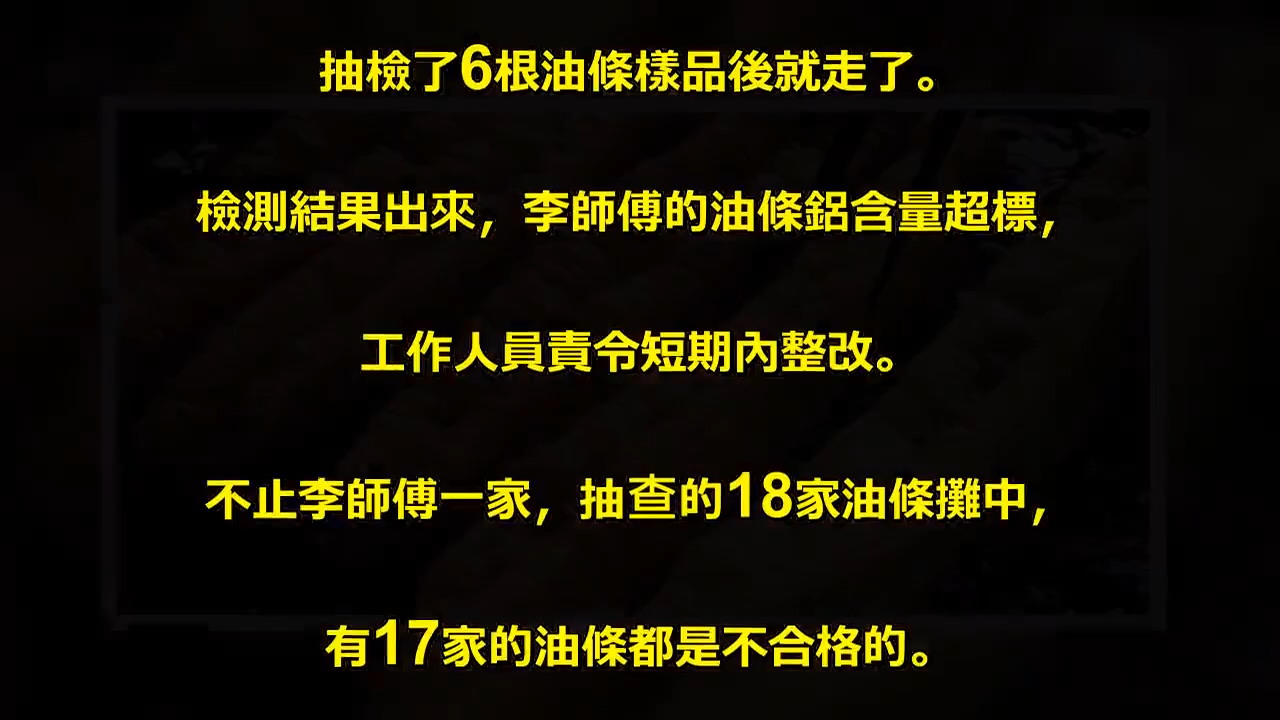 抽檢了6根油條樣品後就走了。
檢測結果出來，李師傅的油條鋁含量超標，
工作人員責令短期內整改。
不止李師傅一家，抽查的18家油條攤中，
有17家的油條都是不合格的。